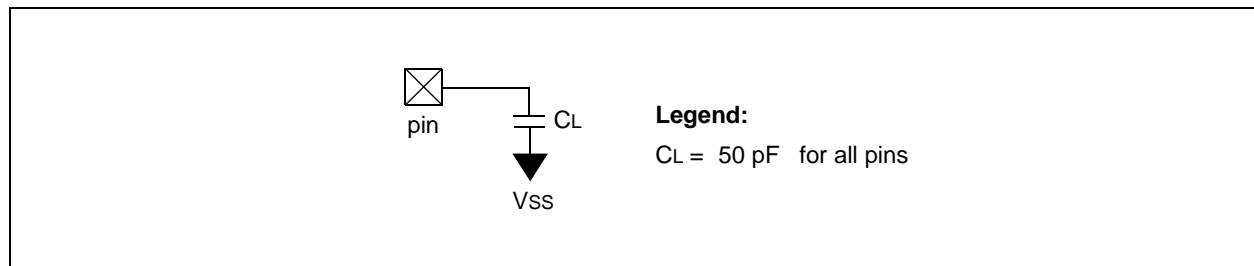 pin
CL
VSS
Legend:
CL = 50 pF for all pins